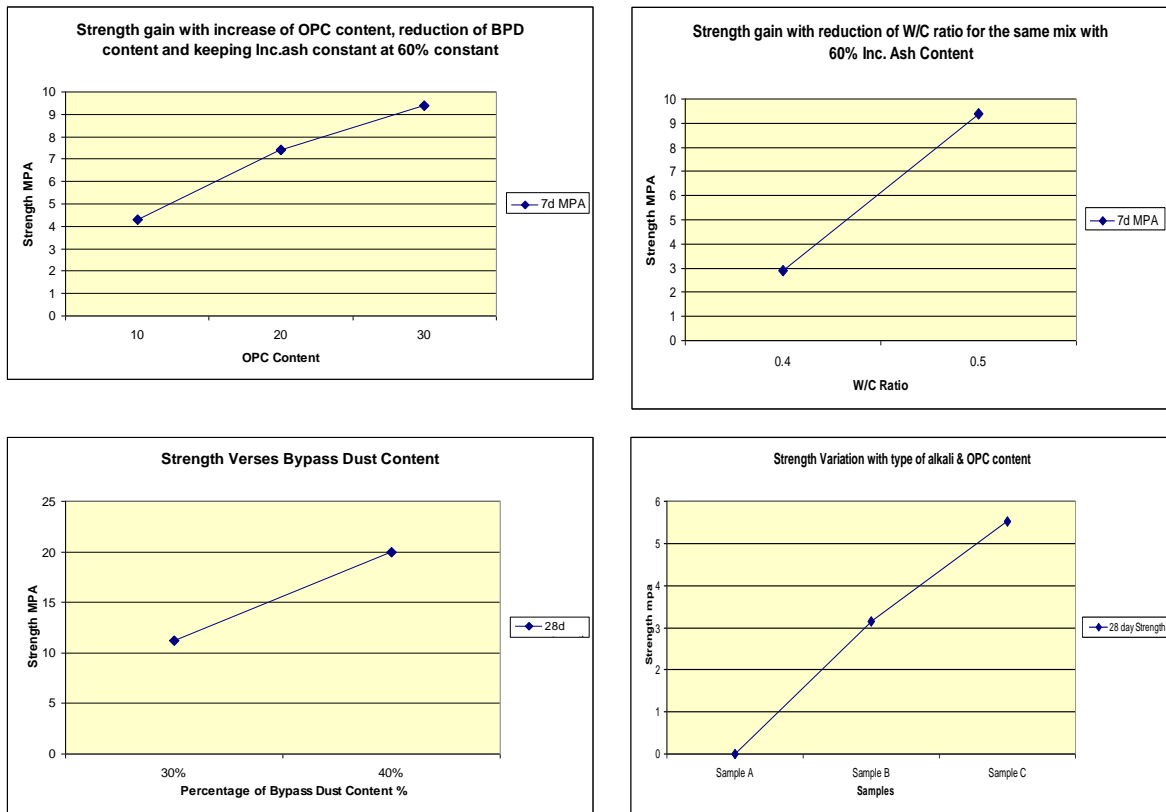 Strength gain with increase of OPC content, reduction of BPD
content and keeping Inc.ash constant at 60% constant
10
9
8
7
6
5
4
3
2
1
0
Strength MPA
10 20 30
OPC Content
7d MPA
Strength gain with reduction of W/C ratio for the same mix with
60% Inc. Ash Content
10
9
8
7
6
5
4
3
2
1
0
Strength MPA
0.4 0.5
W/C Ratio
7d MPA
Strength Verses Bypass Dust Content
25
20
15
10
5
0
Strength MPA
30% 40%
Percentage of Bypass Dust Content %
28d
Strength Variation with type of alkali & OPC content
6
5
4
3
2
1
0
Strength mpa
Sample A Sample B Sample C
Samples
28 day Strength